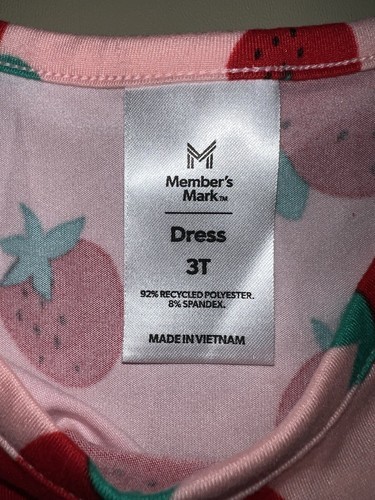 M
Member's
Mark™
Dress
3T
92% RECYCLED POLYESTER.
8% SPANDEX.
MADE IN VIETNAM